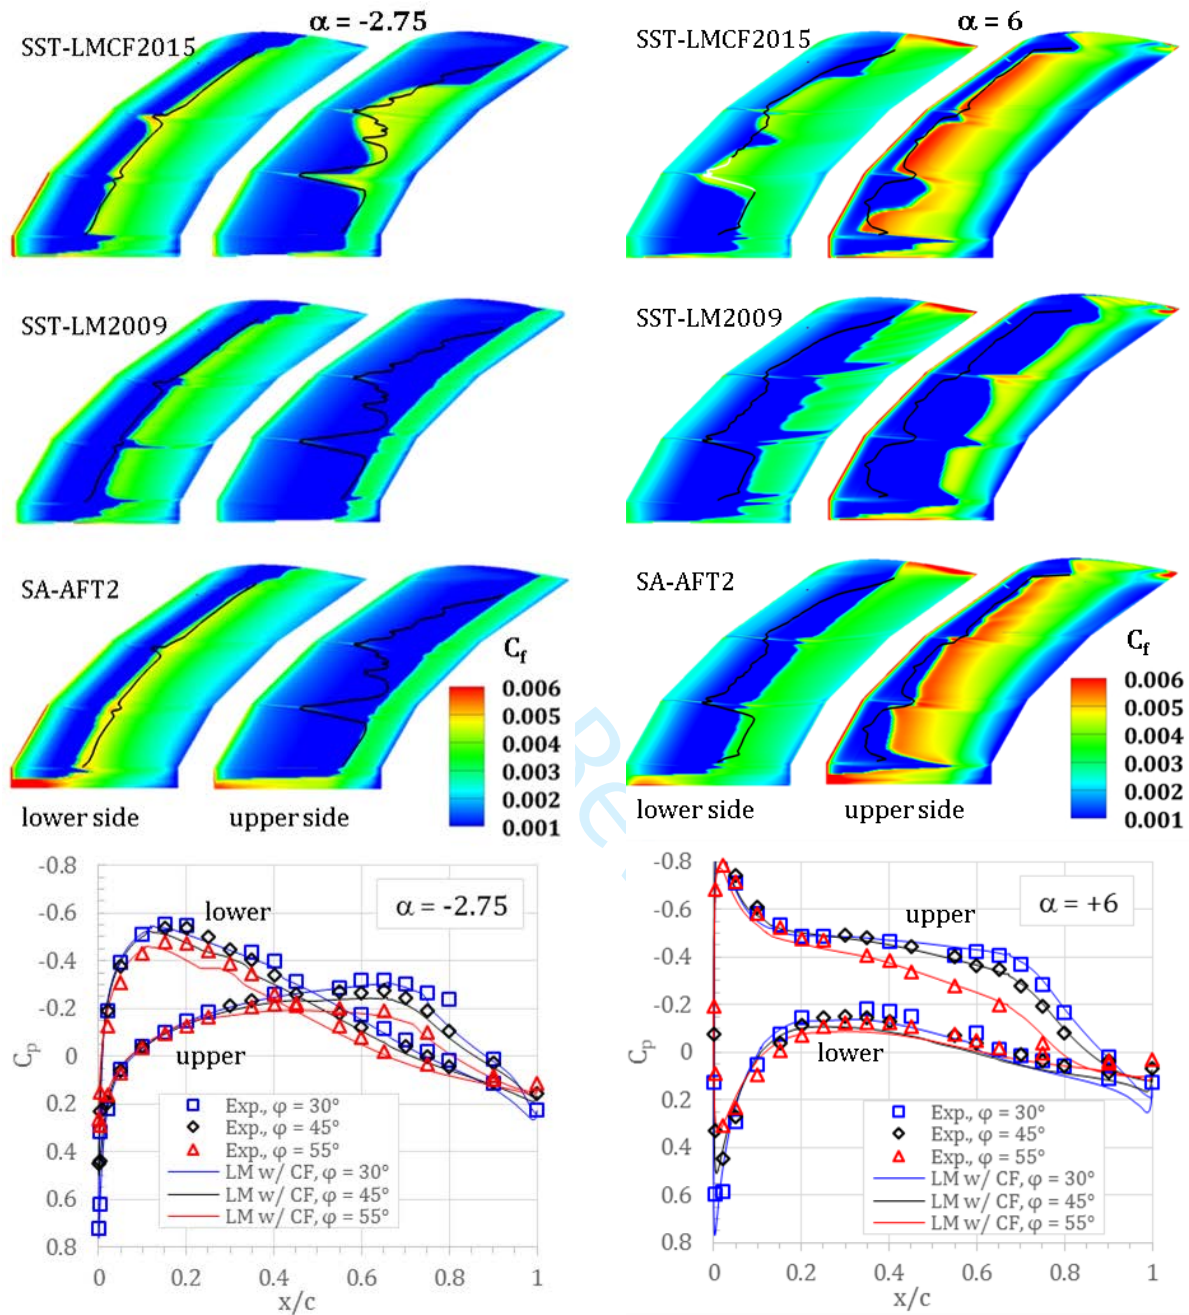 α = -2.75
α = 6
SST-LMCF2015
SST-LMCF2015
SST-LM2009
SST-LM2009
SA-AFT2
SA-AFT2
C_f
0.006
0.005
0.004
0.003
0.002
0.001
C_f
0.006
0.005
0.004
0.003
0.002
0.001
lower side
upper side
lower side
upper side
Re
-0.8
-0.6
-0.4
-0.2
0
0.2
0.4
0.6
0.8
C_p
lower
α = -2.75
upper
Exp., φ = 30°
Exp., φ = 45°
Exp., φ = 55°
LM w/ CF, φ = 30°
LM w/ CF, φ = 45°
LM w/ CF, φ = 55°
0 0.2 0.4 0.6 0.8 1
x/c
-0.8
-0.6
-0.4
-0.2
0
0.2
0.4
0.6
0.8
C_p
upper
α = +6
lower
Exp., φ = 30°
Exp., φ = 45°
Exp., φ = 55°
LM w/ CF, φ = 30°
LM w/ CF, φ = 45°
LM w/ CF, φ = 55°
0 0.2 0.4 0.6 0.8 1
x/c